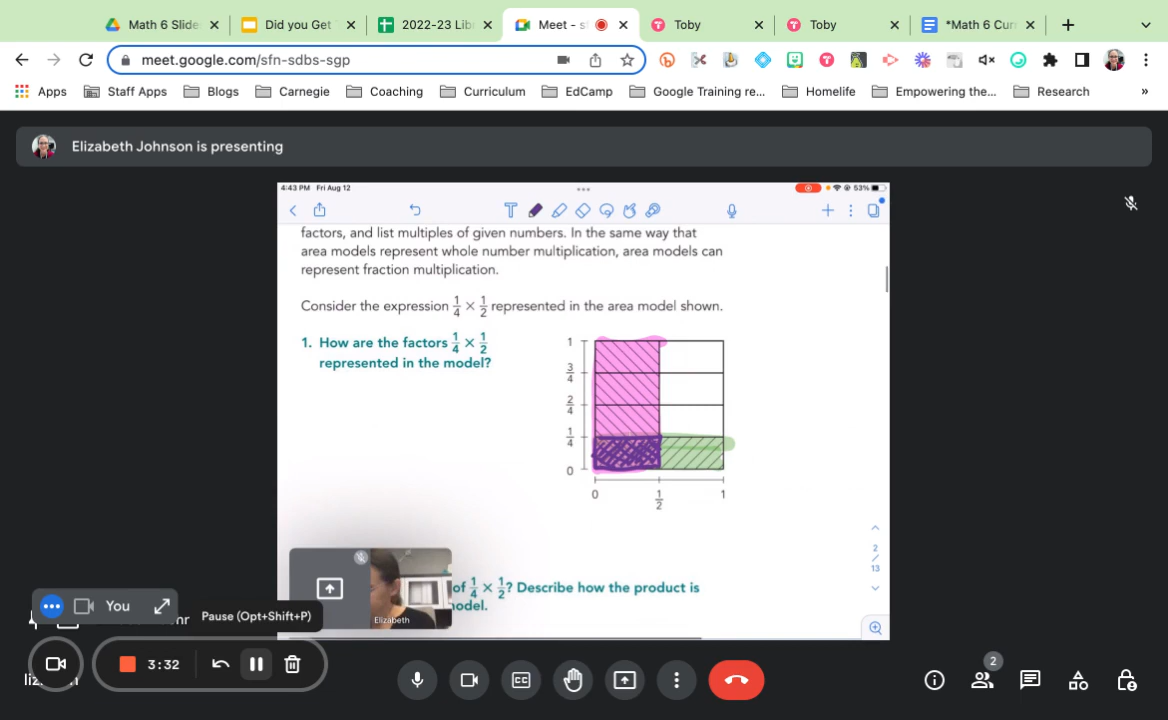 Math 6 Slide
Did you Get
2022-23 Lib
Meet - s
Toby
Toby
*Math 6 Cur
meet.google.com/sfn-sdbs-sgp
Apps
Staff Apps
Blogs
Carnegie
Coaching
Curriculum
EdCamp
Google Training re...
Homelife
Empowering the...
Research
»
Elizabeth Johnson is presenting
4:43 PM Fri Aug 12
53%
factors, and list multiples of given numbers. In the same way that
area models represent whole number multiplication, area models can
represent fraction multiplication.
Consider the expression 1/4 × 1/2 represented in the area model shown.
1. How are the factors 1/4 × 1/2
represented in the model?
1
3/4
2/4
1/4
0
0
1/2
1
2
/
13
of 1/4 × 1/2? Describe how the product is
odel.
Elizabeth
You
Pause (Opt+Shift+P)
3:32
CC
2